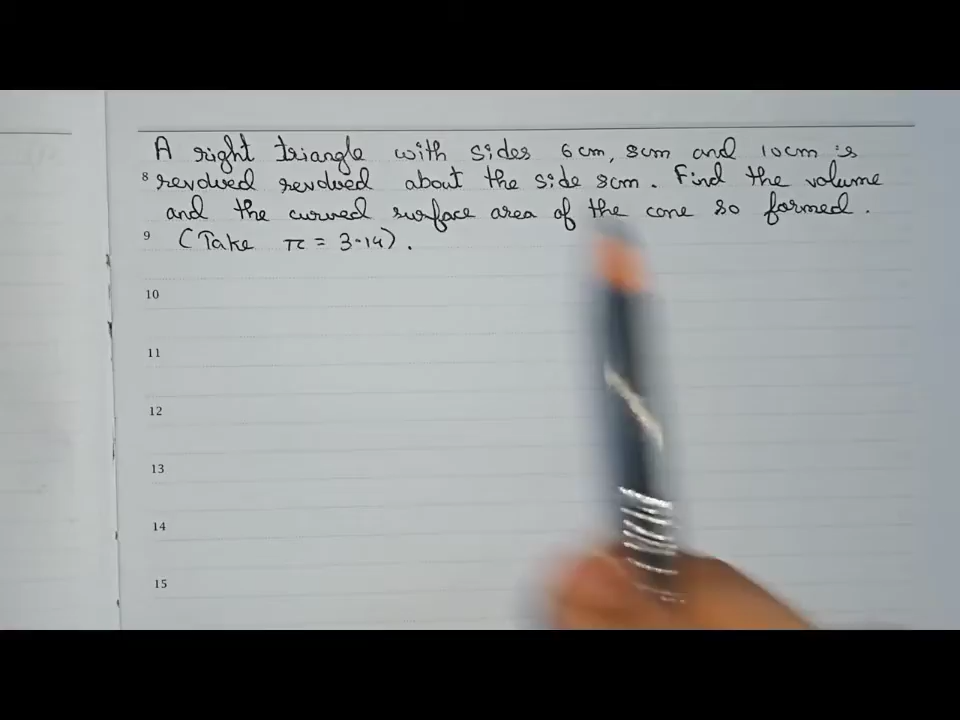 A right triangle with sides 6cm, 8cm and 10cm is
8 revolved revolved about the side 8cm. Find the volume
and the curved surface area of the cone so formed.
9 (Take π = 3.14).
10
11
12
13
14
15